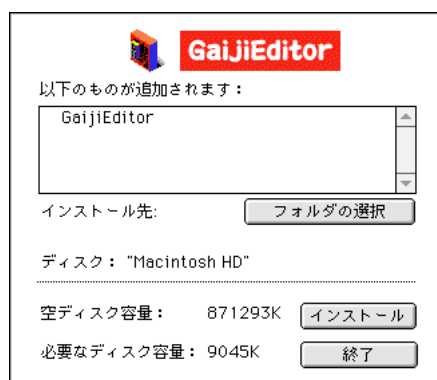 GaijiEditor
以下のものが追加されます：
GaijiEditor
インストール先:
フォルダの選択
ディスク： "Macintosh HD"
空ディスク容量： 871293K
インストール
必要なディスク容量： 9045K
終了